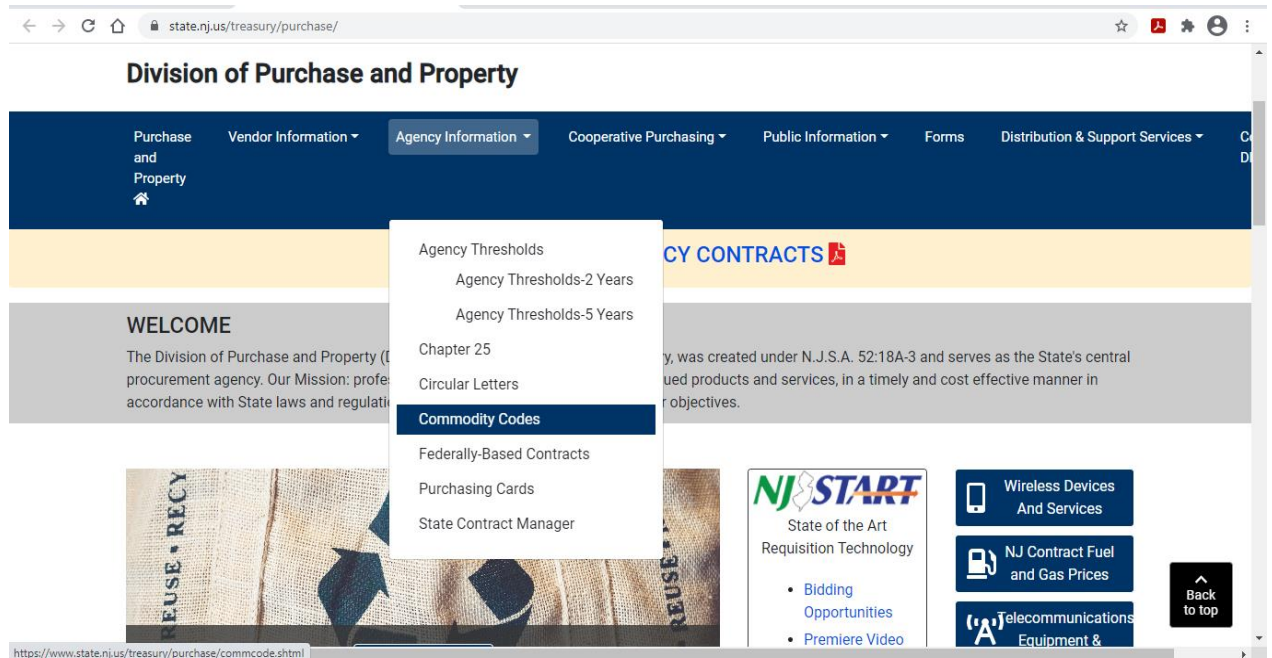 state.nj.us/treasury/purchase/
Division of Purchase and Property
Purchase and Property
Vendor Information
Agency Information
Cooperative Purchasing
Public Information
Forms
Distribution & Support Services
CY CONTRACTS
Agency Thresholds
Agency Thresholds-2 Years
Agency Thresholds-5 Years
Chapter 25
Circular Letters
Commodity Codes
Federally-Based Contracts
Purchasing Cards
State Contract Manager
WELCOME
The Division of Purchase and Property (D y, was created under N.J.S.A. 52:18A-3 and serves as the State's central
procurement agency. Our Mission: profe ued products and services, in a timely and cost effective manner in
accordance with State laws and regulati r objectives.
REUSE • RECY
REUSE
NJ START
State of the Art
Requisition Technology
• Bidding
Opportunities
• Premiere Video
Wireless Devices
And Services
NJ Contract Fuel
and Gas Prices
Telecommunications
Equipment &
Back
to top
https://www.state.nj.us/treasury/purchase/commcode.shtml